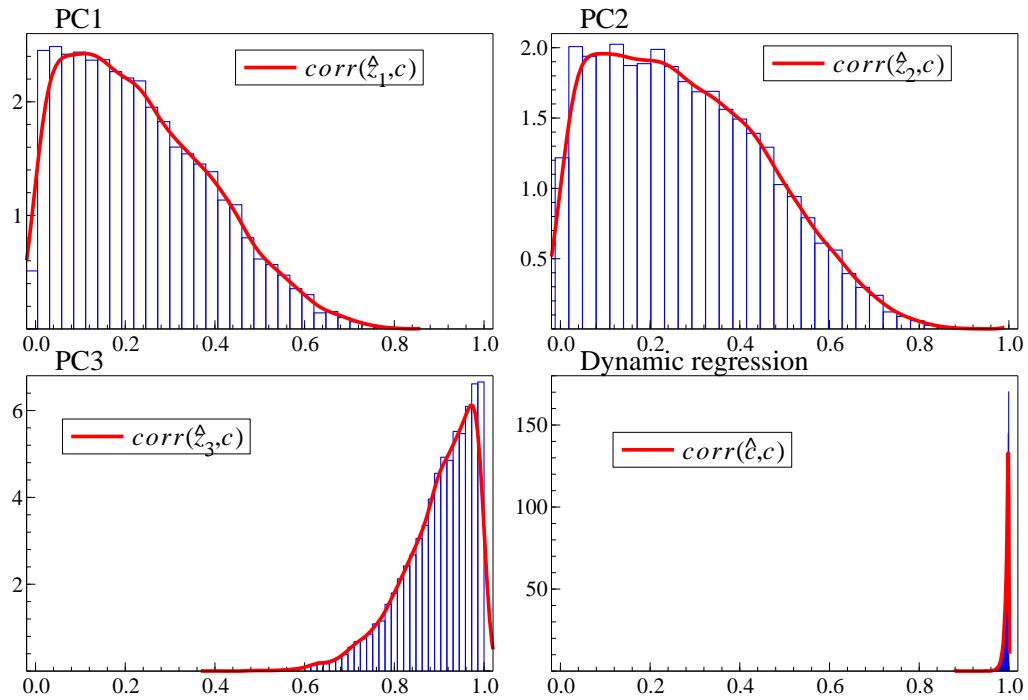 PC1
corr(ẑ₁,c)
2
1
0.0 0.2 0.4 0.6 0.8 1.0
PC2
corr(ẑ₂,c)
2.0
1.5
1.0
0.5
0.0 0.2 0.4 0.6 0.8 1.0
PC3
corr(ẑ₃,c)
6
4
2
0.0 0.2 0.4 0.6 0.8 1.0
Dynamic regression
corr(ĉ,c)
150
100
50
0.0 0.2 0.4 0.6 0.8 1.0